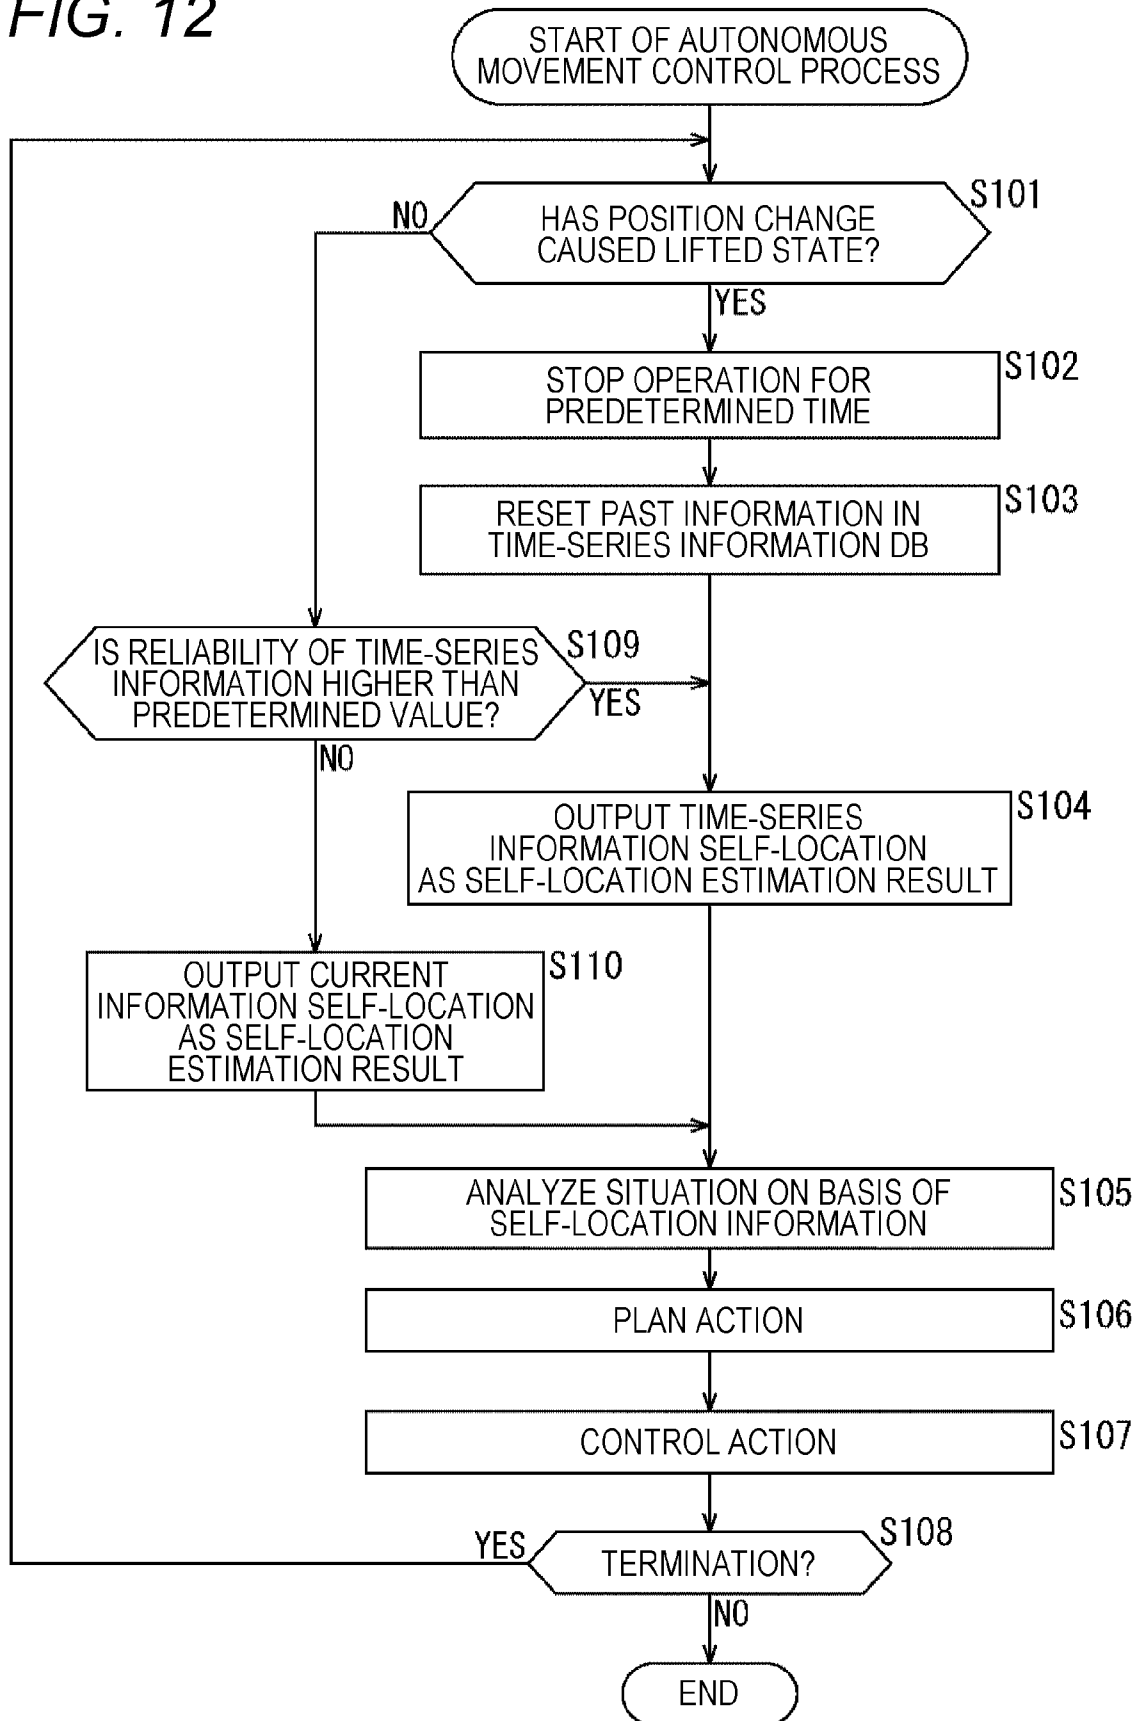 FIG. 12
START OF AUTONOMOUS
MOVEMENT CONTROL PROCESS
S101
HAS POSITION CHANGE
CAUSED LIFTED STATE?
NO
YES
S102
STOP OPERATION FOR
PREDETERMINED TIME
S103
RESET PAST INFORMATION IN
TIME-SERIES INFORMATION DB
S109
IS RELIABILITY OF TIME-SERIES
INFORMATION HIGHER THAN
PREDETERMINED VALUE?
YES
NO
S104
OUTPUT TIME-SERIES
INFORMATION SELF-LOCATION
AS SELF-LOCATION ESTIMATION RESULT
S110
OUTPUT CURRENT
INFORMATION SELF-LOCATION
AS SELF-LOCATION
ESTIMATION RESULT
S105
ANALYZE SITUATION ON BASIS OF
SELF-LOCATION INFORMATION
S106
PLAN ACTION
S107
CONTROL ACTION
S108
YES
TERMINATION?
NO
END